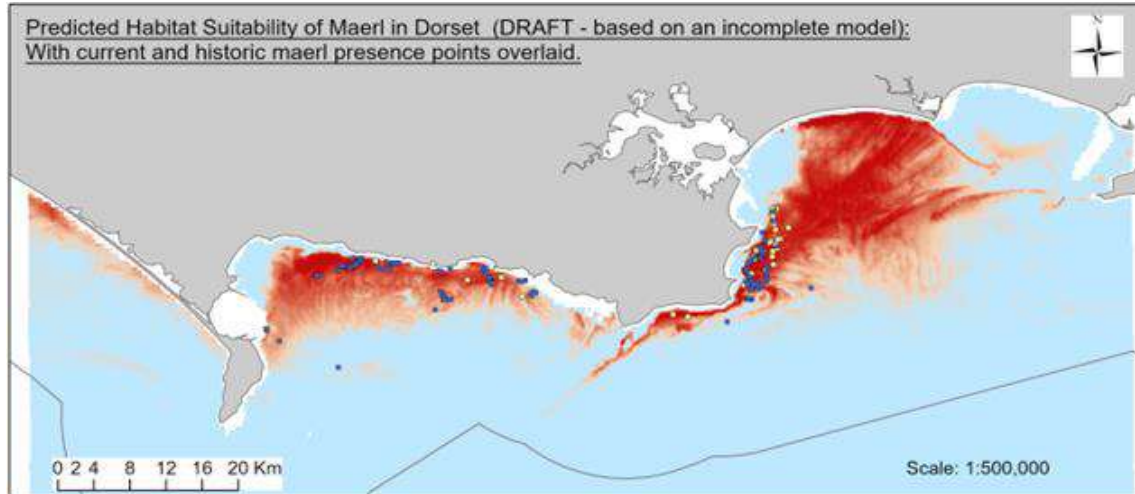 Predicted Habitat Suitability of Maerl in Dorset (DRAFT - based on an incomplete model):
With current and historic maerl presence points overlaid.
N
0 2 4 8 12 16 20 Km
Scale: 1:500,000